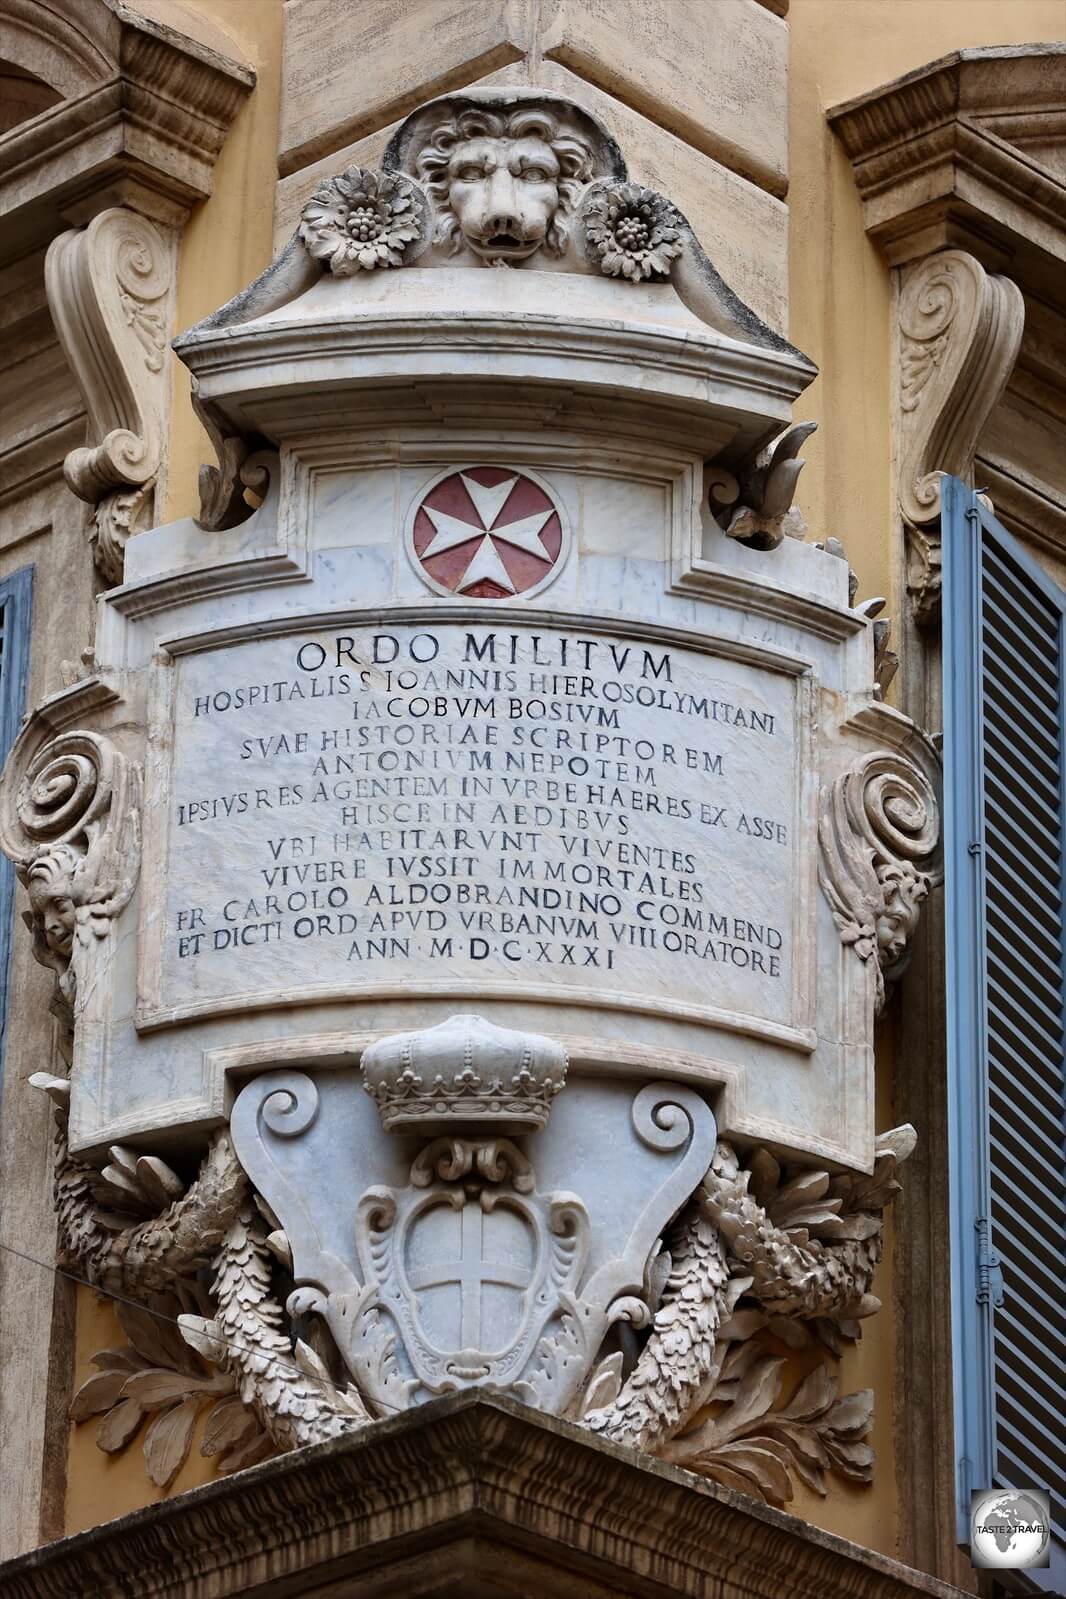 ORDO MILITVM
HOSPITALIS S IOANNIS HIEROSOLYMITANI
IACOBVM BOSIVM
SVAE HISTORIAE SCRIPTOREM
ANTONIVM NEPOTEM
IPSIVS RES AGENTEM IN VRBE HAERES EX ASSE
HISCE IN AEDIBVS
VBI HABITARVNT VIVENTES
VIVERE IVSSIT IMMORTALES
FR CAROLO ALDOBRANDINO COMMEND
ET DICTI ORD APVD VRBANVM VIII ORATORE
ANN M·D·C·XXXI
TASTE2TRAVEL